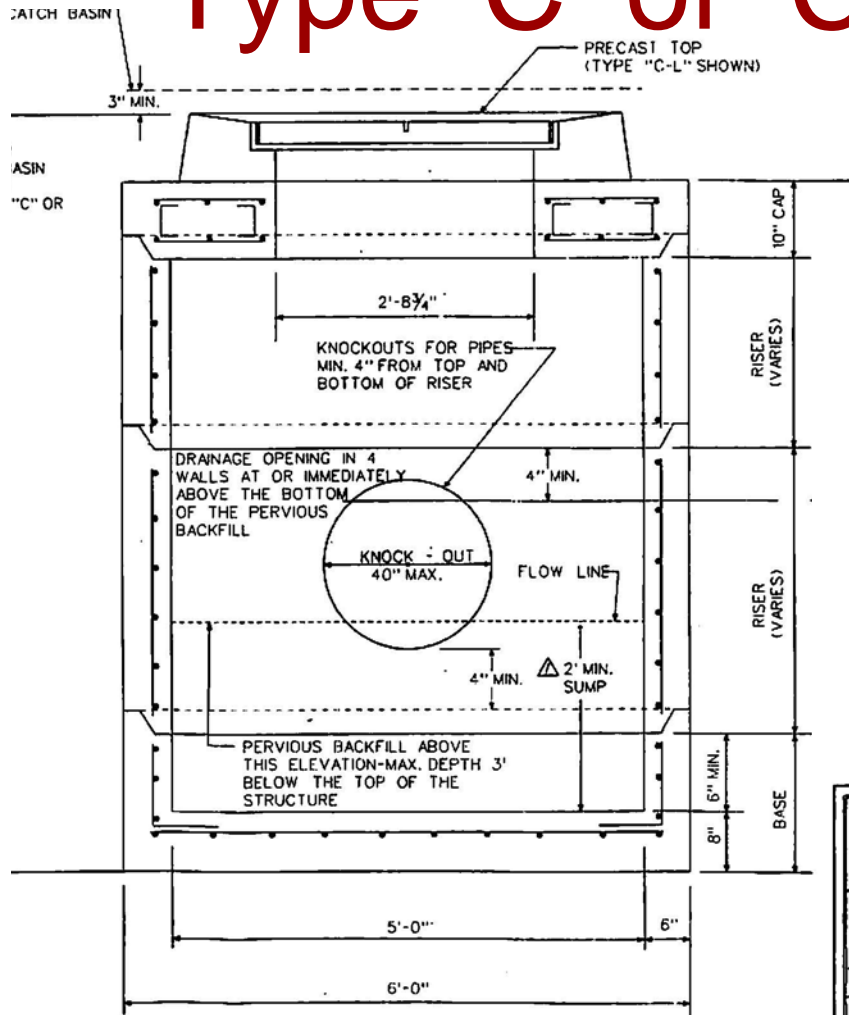 Type "C" or "C
CATCH BASIN
PRECAST TOP
(TYPE "C-L" SHOWN)
3" MIN.
BASIN
"C" OR
10" CAP
2'-8¾"
RISER
(VARIES)
KNOCKOUTS FOR PIPES
MIN. 4" FROM TOP AND
BOTTOM OF RISER
DRAINAGE OPENING IN 4
WALLS AT OR IMMEDIATELY
ABOVE THE BOTTOM
OF THE PERVIOUS
BACKFILL
4" MIN.
KNOCK - OUT
40" MAX.
FLOW LINE
RISER
(VARIES)
4" MIN.
2' MIN.
SUMP
PERVIOUS BACKFILL ABOVE
THIS ELEVATION-MAX. DEPTH 3'
BELOW THE TOP OF THE
STRUCTURE
6" MIN.
8"
BASE
5'-0"
6"
6'-0"